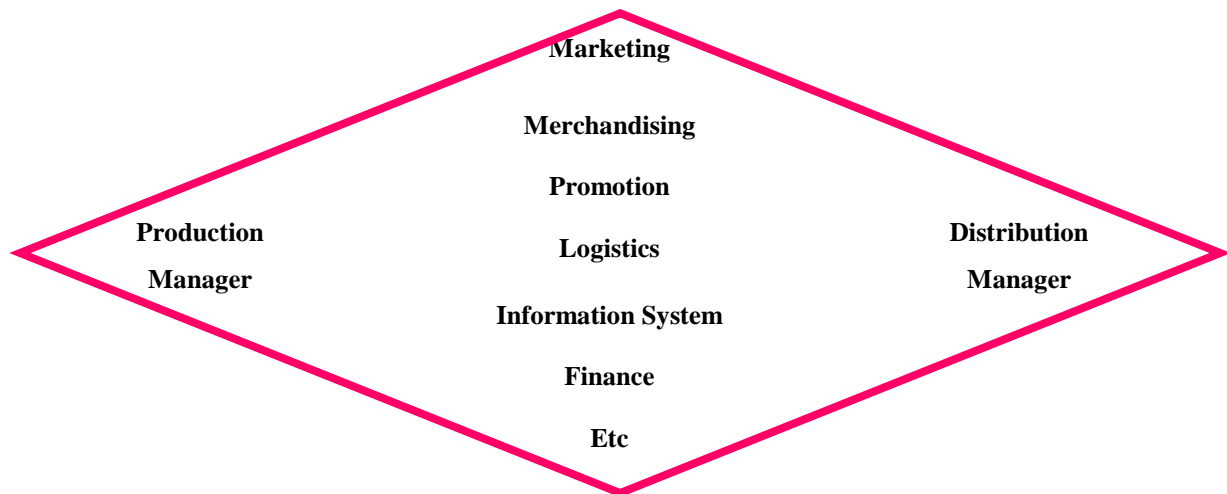 Marketing
Merchandising
Promotion
Production
Manager
Logistics
Distribution
Manager
Information System
Finance
Etc